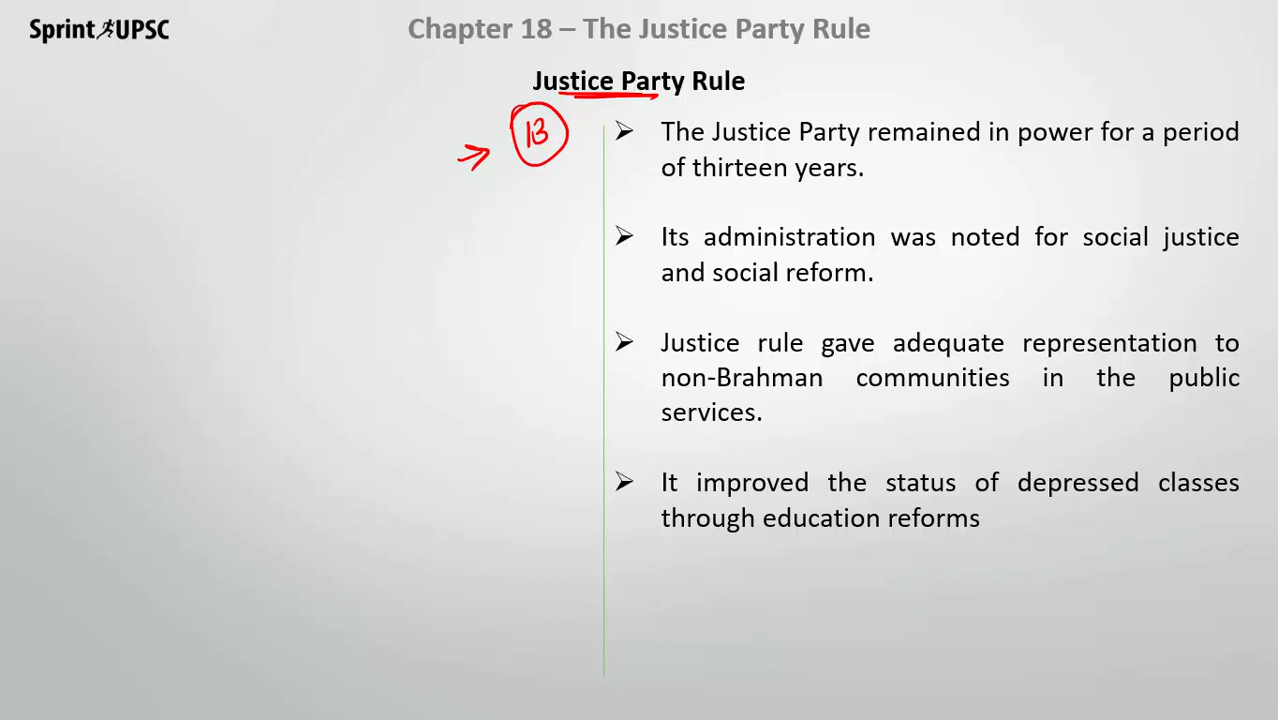 Sprint UPSC
Chapter 18 – The Justice Party Rule
Justice Party Rule
13
➢ The Justice Party remained in power for a period
of thirteen years.
➢ Its administration was noted for social justice
and social reform.
➢ Justice rule gave adequate representation to
non-Brahman communities in the public
services.
➢ It improved the status of depressed classes
through education reforms